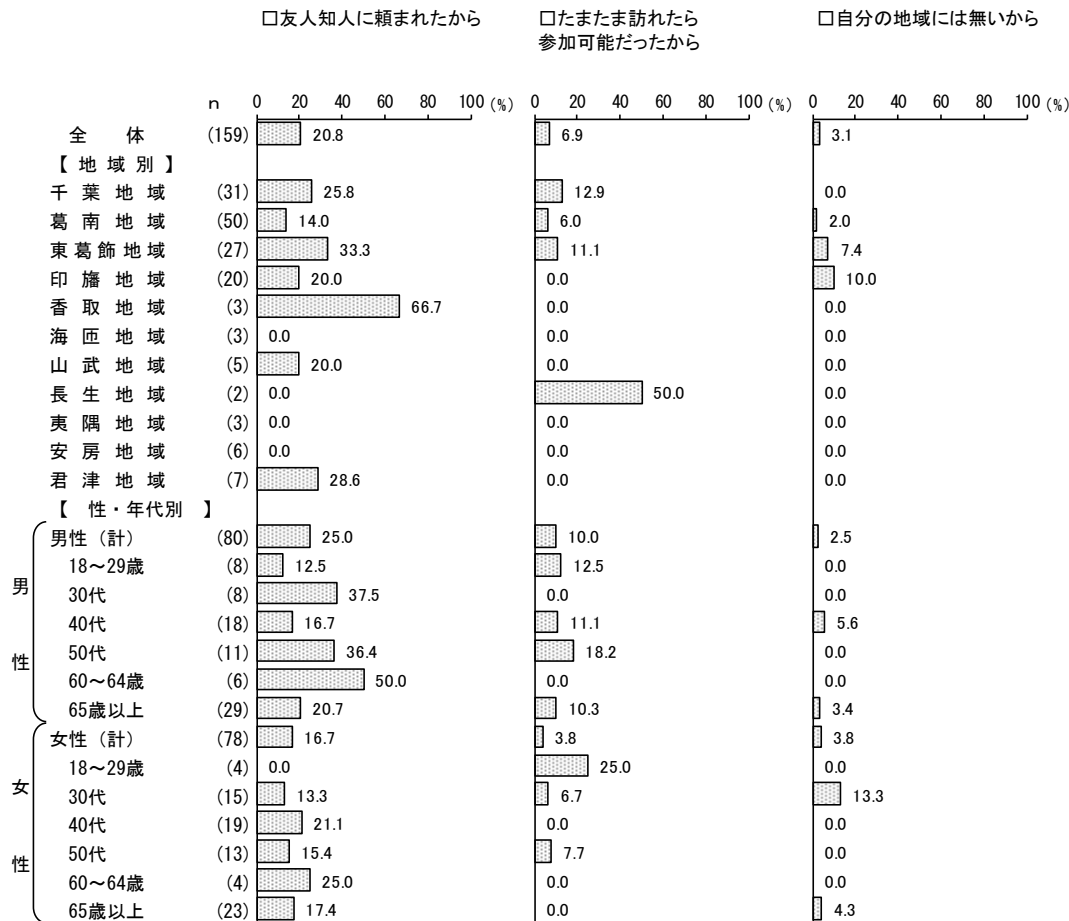 □友人知人に頼まれたから □たまたま訪れたら □自分の地域には無いから
参加可能だったから
n 0 20 40 60 80 100 (%) 0 20 40 60 80 100 (%) 0 20 40 60 80 100 (%)
全体 (159) 20.8 6.9 3.1
【地域別】
千葉地域 (31) 25.8 12.9 0.0
葛南地域 (50) 14.0 6.0 2.0
東葛飾地域 (27) 33.3 11.1 7.4
印旛地域 (20) 20.0 0.0 10.0
香取地域 (3) 66.7 0.0 0.0
海匝地域 (3) 0.0 0.0 0.0
山武地域 (5) 20.0 0.0 0.0
長生地域 (2) 0.0 50.0 0.0
夷隅地域 (3) 0.0 0.0 0.0
安房地域 (6) 0.0 0.0 0.0
君津地域 (7) 28.6 0.0 0.0
【性・年代別】
男性
男性（計） (80) 25.0 10.0 2.5
18～29歳 (8) 12.5 12.5 0.0
30代 (8) 37.5 0.0 0.0
40代 (18) 16.7 11.1 5.6
50代 (11) 36.4 18.2 0.0
60～64歳 (6) 50.0 0.0 0.0
65歳以上 (29) 20.7 10.3 3.4
女性
女性（計） (78) 16.7 3.8 3.8
18～29歳 (4) 0.0 25.0 0.0
30代 (15) 13.3 6.7 13.3
40代 (19) 21.1 0.0 0.0
50代 (13) 15.4 7.7 0.0
60～64歳 (4) 25.0 0.0 0.0
65歳以上 (23) 17.4 0.0 4.3